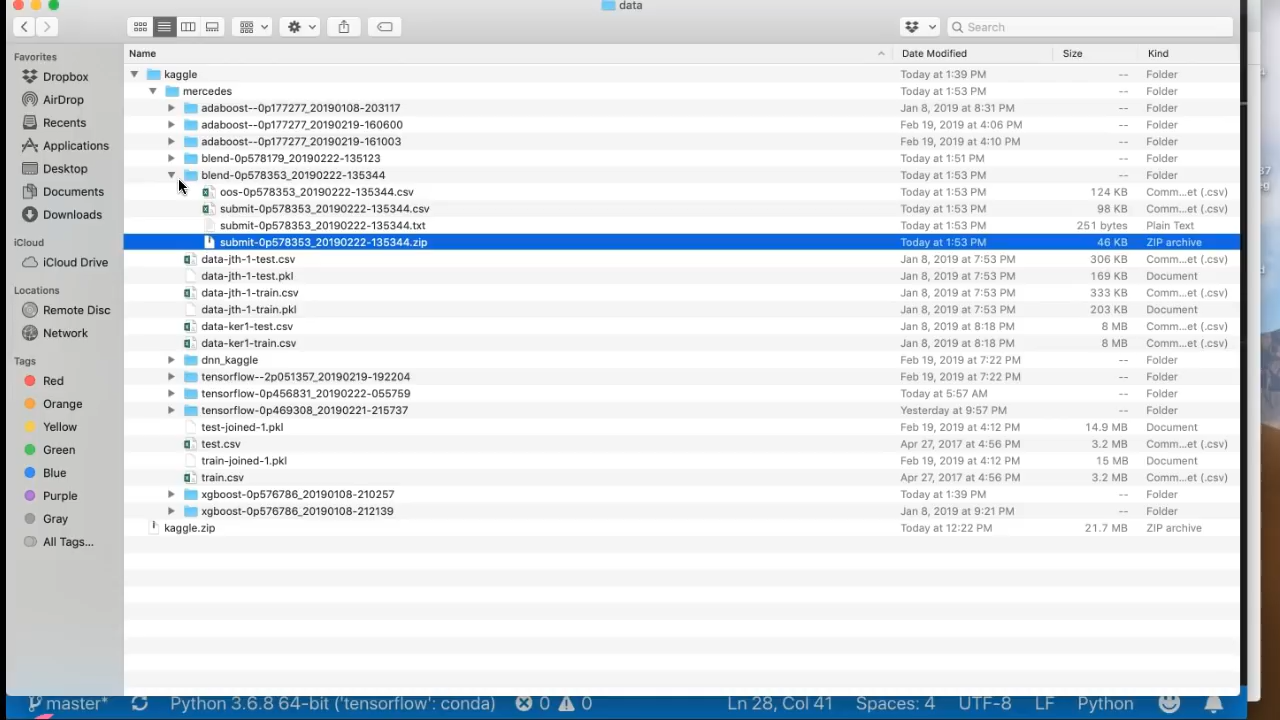 data
Search
Favorites
Dropbox
AirDrop
Recents
Applications
Desktop
Documents
Downloads
iCloud
iCloud Drive
Locations
Remote Disc
Network
Tags
Red
Orange
Yellow
Green
Blue
Purple
Gray
All Tags...
Name Date Modified Size Kind
kaggle Today at 1:39 PM -- Folder
mercedes Today at 1:53 PM -- Folder
adaboost--0p177277_20190108-203117 Jan 8, 2019 at 8:31 PM -- Folder
adaboost--0p177277_20190219-160600 Feb 19, 2019 at 4:06 PM -- Folder
adaboost--0p177277_20190219-161003 Feb 19, 2019 at 4:10 PM -- Folder
blend-0p578179_20190222-135123 Today at 1:51 PM -- Folder
blend-0p578353_20190222-135344 Today at 1:53 PM -- Folder
oos-0p578353_20190222-135344.csv Today at 1:53 PM 124 KB Comm...et (.csv)
submit-0p578353_20190222-135344.csv Today at 1:53 PM 98 KB Comm...et (.csv)
submit-0p578353_20190222-135344.txt Today at 1:53 PM 251 bytes Plain Text
submit-0p578353_20190222-135344.zip Today at 1:53 PM 46 KB ZIP archive
data-jth-1-test.csv Jan 8, 2019 at 7:53 PM 306 KB Comm...et (.csv)
data-jth-1-test.pkl Jan 8, 2019 at 7:53 PM 169 KB Document
data-jth-1-train.csv Jan 8, 2019 at 7:53 PM 333 KB Comm...et (.csv)
data-jth-1-train.pkl Jan 8, 2019 at 7:53 PM 203 KB Document
data-ker1-test.csv Jan 8, 2019 at 8:18 PM 8 MB Comm...et (.csv)
data-ker1-train.csv Jan 8, 2019 at 8:18 PM 8 MB Comm...et (.csv)
dnn_kaggle Feb 19, 2019 at 7:22 PM -- Folder
tensorflow--2p051357_20190219-192204 Feb 19, 2019 at 7:22 PM -- Folder
tensorflow-0p456831_20190222-055759 Today at 5:57 AM -- Folder
tensorflow-0p469308_20190221-215737 Yesterday at 9:57 PM -- Folder
test-joined-1.pkl Feb 19, 2019 at 4:12 PM 14.9 MB Document
test.csv Apr 27, 2017 at 4:56 PM 3.2 MB Comm...et (.csv)
train-joined-1.pkl Feb 19, 2019 at 4:12 PM 15 MB Document
train.csv Apr 27, 2017 at 4:56 PM 3.2 MB Comm...et (.csv)
xgboost-0p576786_20190108-210257 Today at 1:39 PM -- Folder
xgboost-0p576786_20190108-212139 Jan 8, 2019 at 9:21 PM -- Folder
kaggle.zip Today at 12:22 PM 21.7 MB ZIP archive
master* Python 3.6.8 64-bit ('tensorflow': conda) 0 0 Ln 28, Col 41 Spaces: 4 UTF-8 LF Python